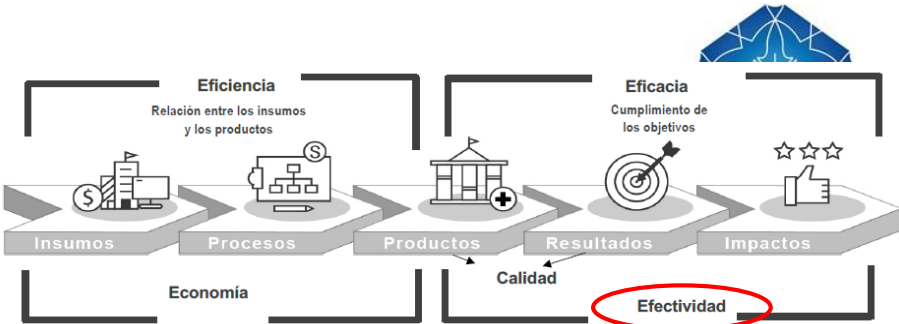 Eficiencia
Relación entre los insumos
y los productos
Eficacia
Cumplimiento de
los objetivos
$
S
Insumos
Procesos
Productos
Resultados
Impactos
Calidad
Economía
Efectividad